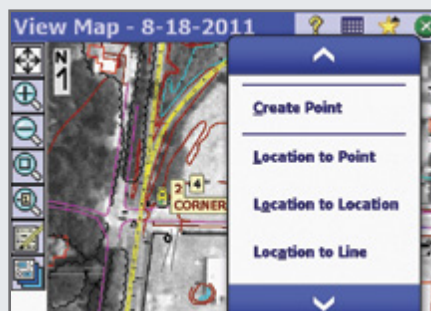 View Map - 8-18-2011
?
N
1
Create Point
Location to Point
Location to Location
Location to Line
2
4
CORNER